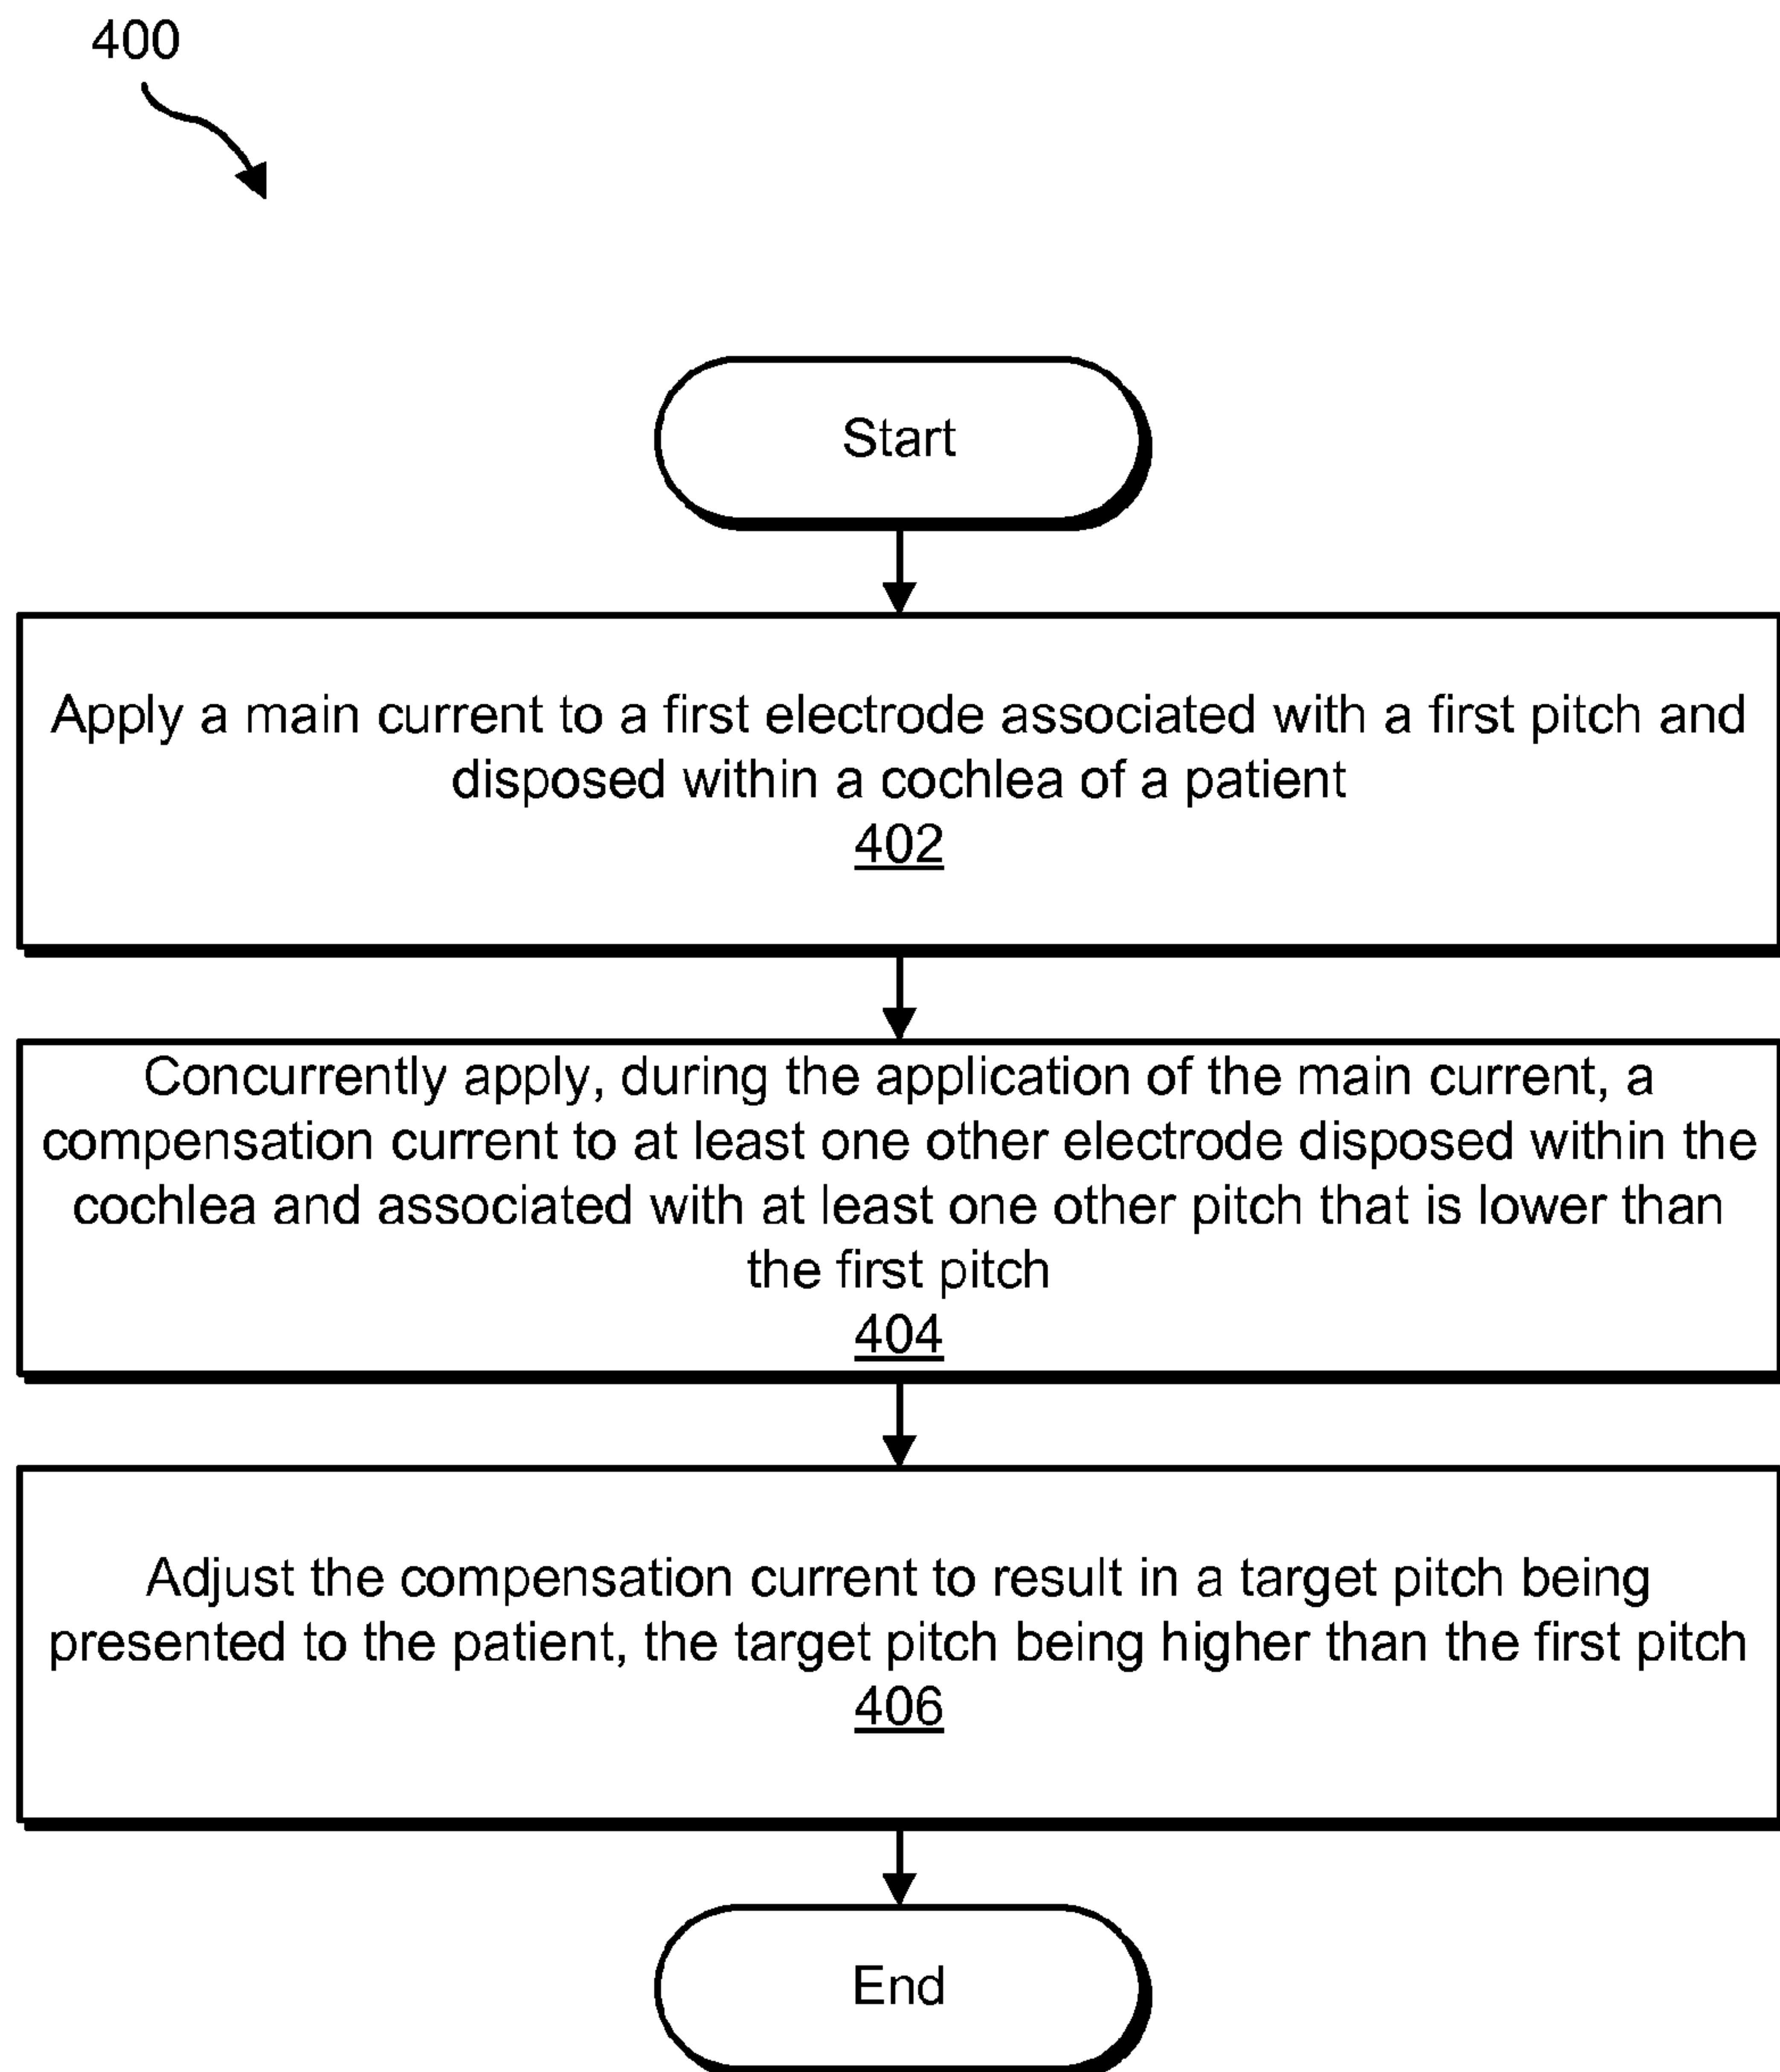 400
Start
Apply a main current to a first electrode associated with a first pitch and
disposed within a cochlea of a patient
402
Concurrently apply, during the application of the main current, a
compensation current to at least one other electrode disposed within the
cochlea and associated with at least one other pitch that is lower than
the first pitch
404
Adjust the compensation current to result in a target pitch being
presented to the patient, the target pitch being higher than the first pitch
406
End